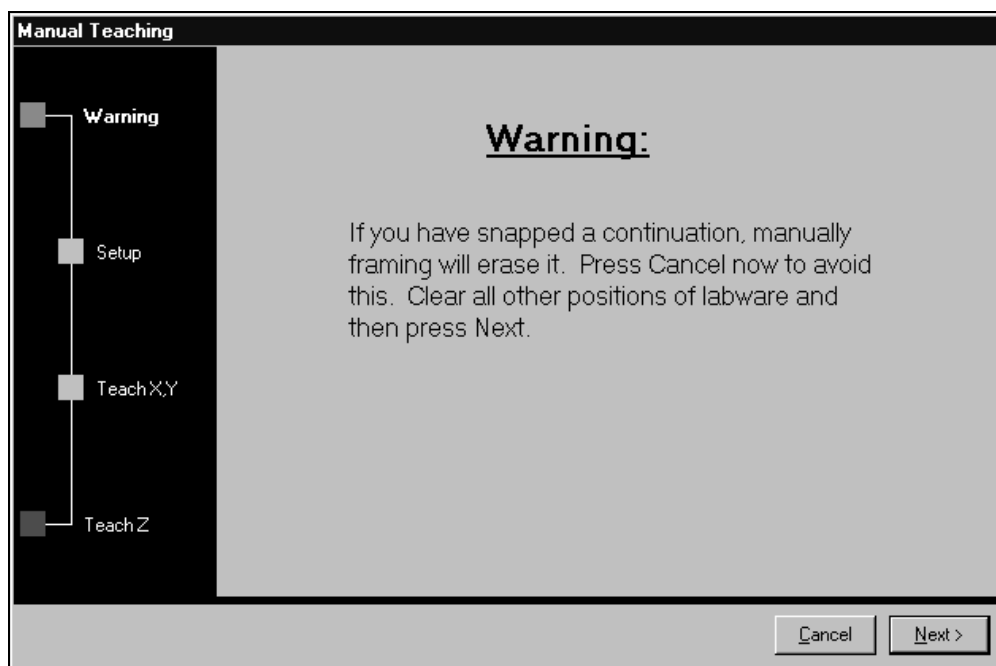 Manual Teaching
Warning
Setup
Teach X,Y
Teach Z
Warning:
If you have snapped a continuation, manually
framing will erase it.  Press Cancel now to avoid
this.  Clear all other positions of labware and
then press Next.
Cancel
Next >